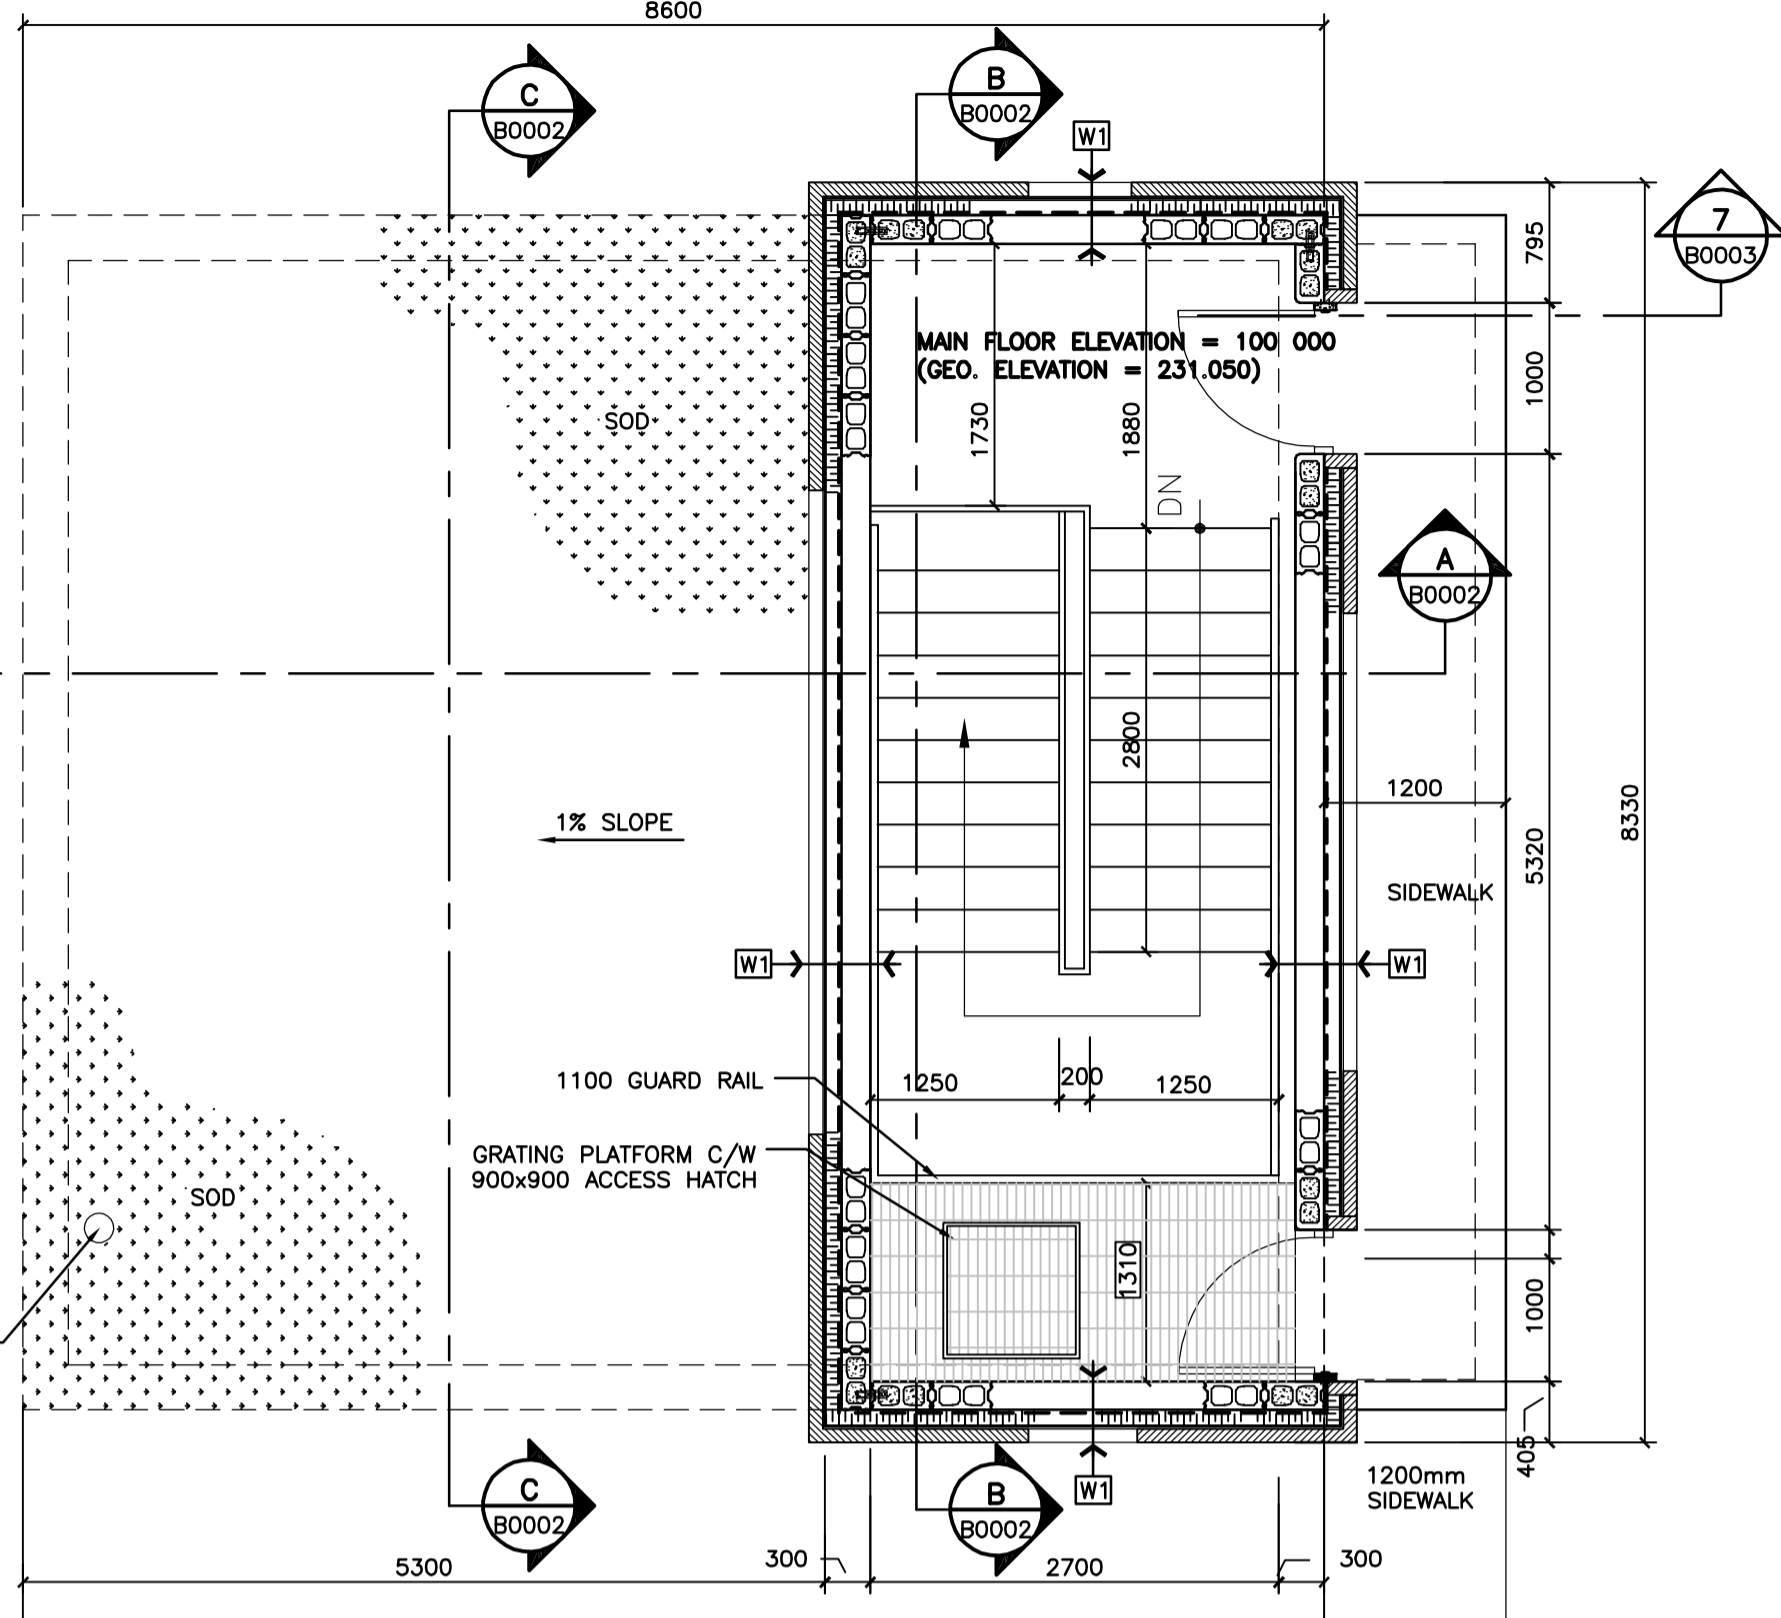 8600
C
B0002
B
B0002
W1
7
B0003
795
MAIN FLOOR ELEVATION = 100 000
(GEO. ELEVATION = 231.050)
1000
SOD
1730
1880
DN
A
B0002
2800
1200
1% SLOPE
8330
5320
SIDEWALK
W1
W1
1100 GUARD RAIL
1250
200
1250
GRATING PLATFORM C/W
900x900 ACCESS HATCH
SOD
1310
1000
405
1200mm
SIDEWALK
C
B0002
B
B0002
W1
5300
300
2700
300